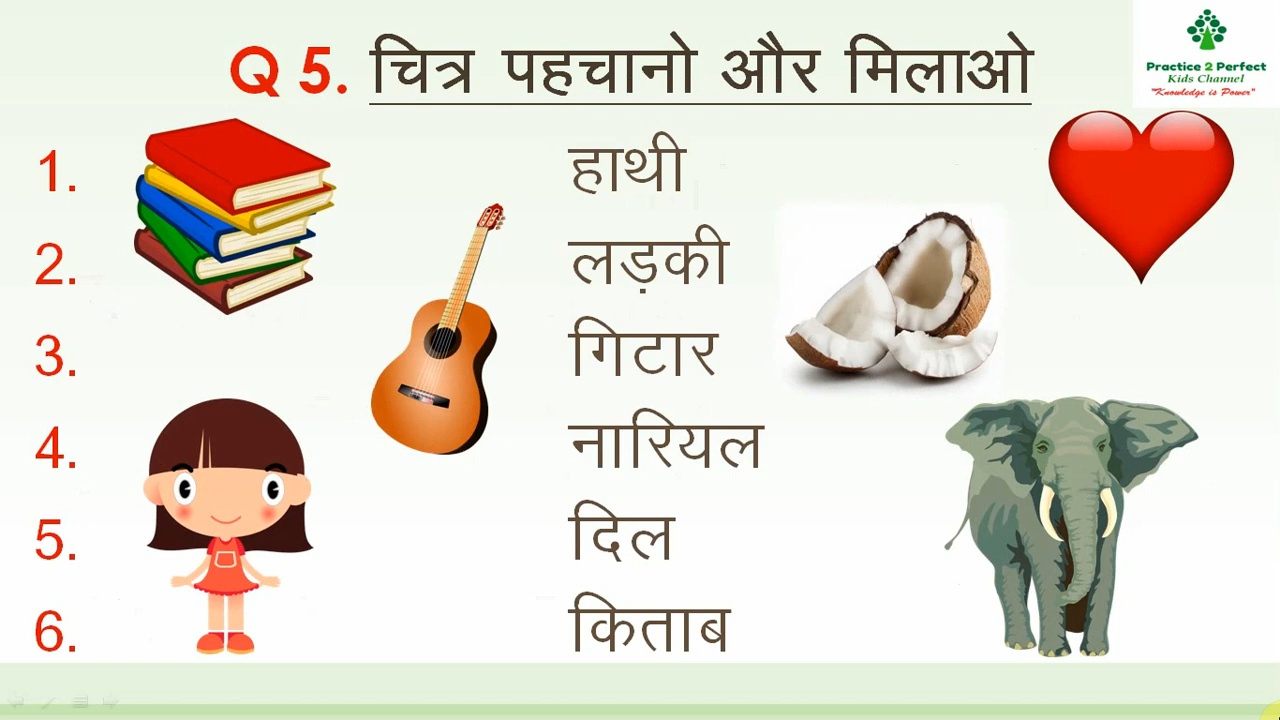 Q 5. चित्र पहचानो और मिलाओ
Practice 2 Perfect
Kids Channel
"Knowledge is Power"
1. हाथी
2. लड़की
3. गिटार
4. नारियल
5. दिल
6. किताब